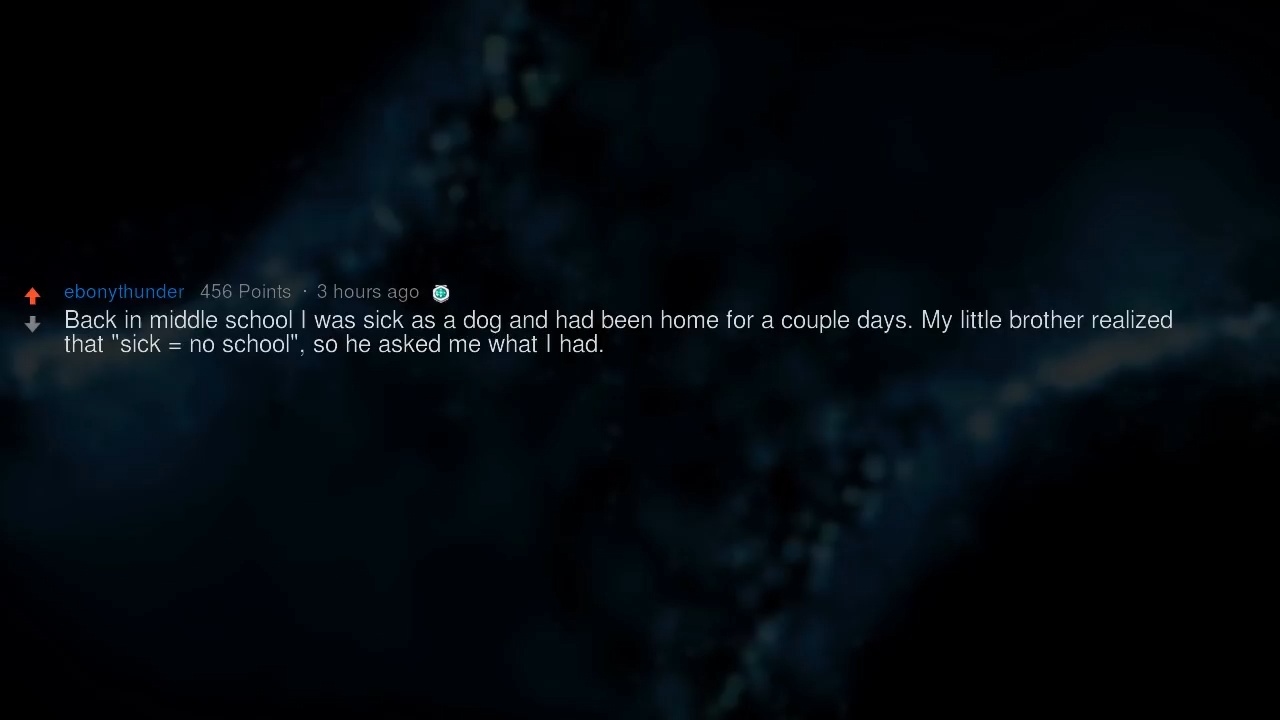 ebonythunder 456 Points · 3 hours ago
Back in middle school I was sick as a dog and had been home for a couple days. My little brother realized
that "sick = no school", so he asked me what I had.